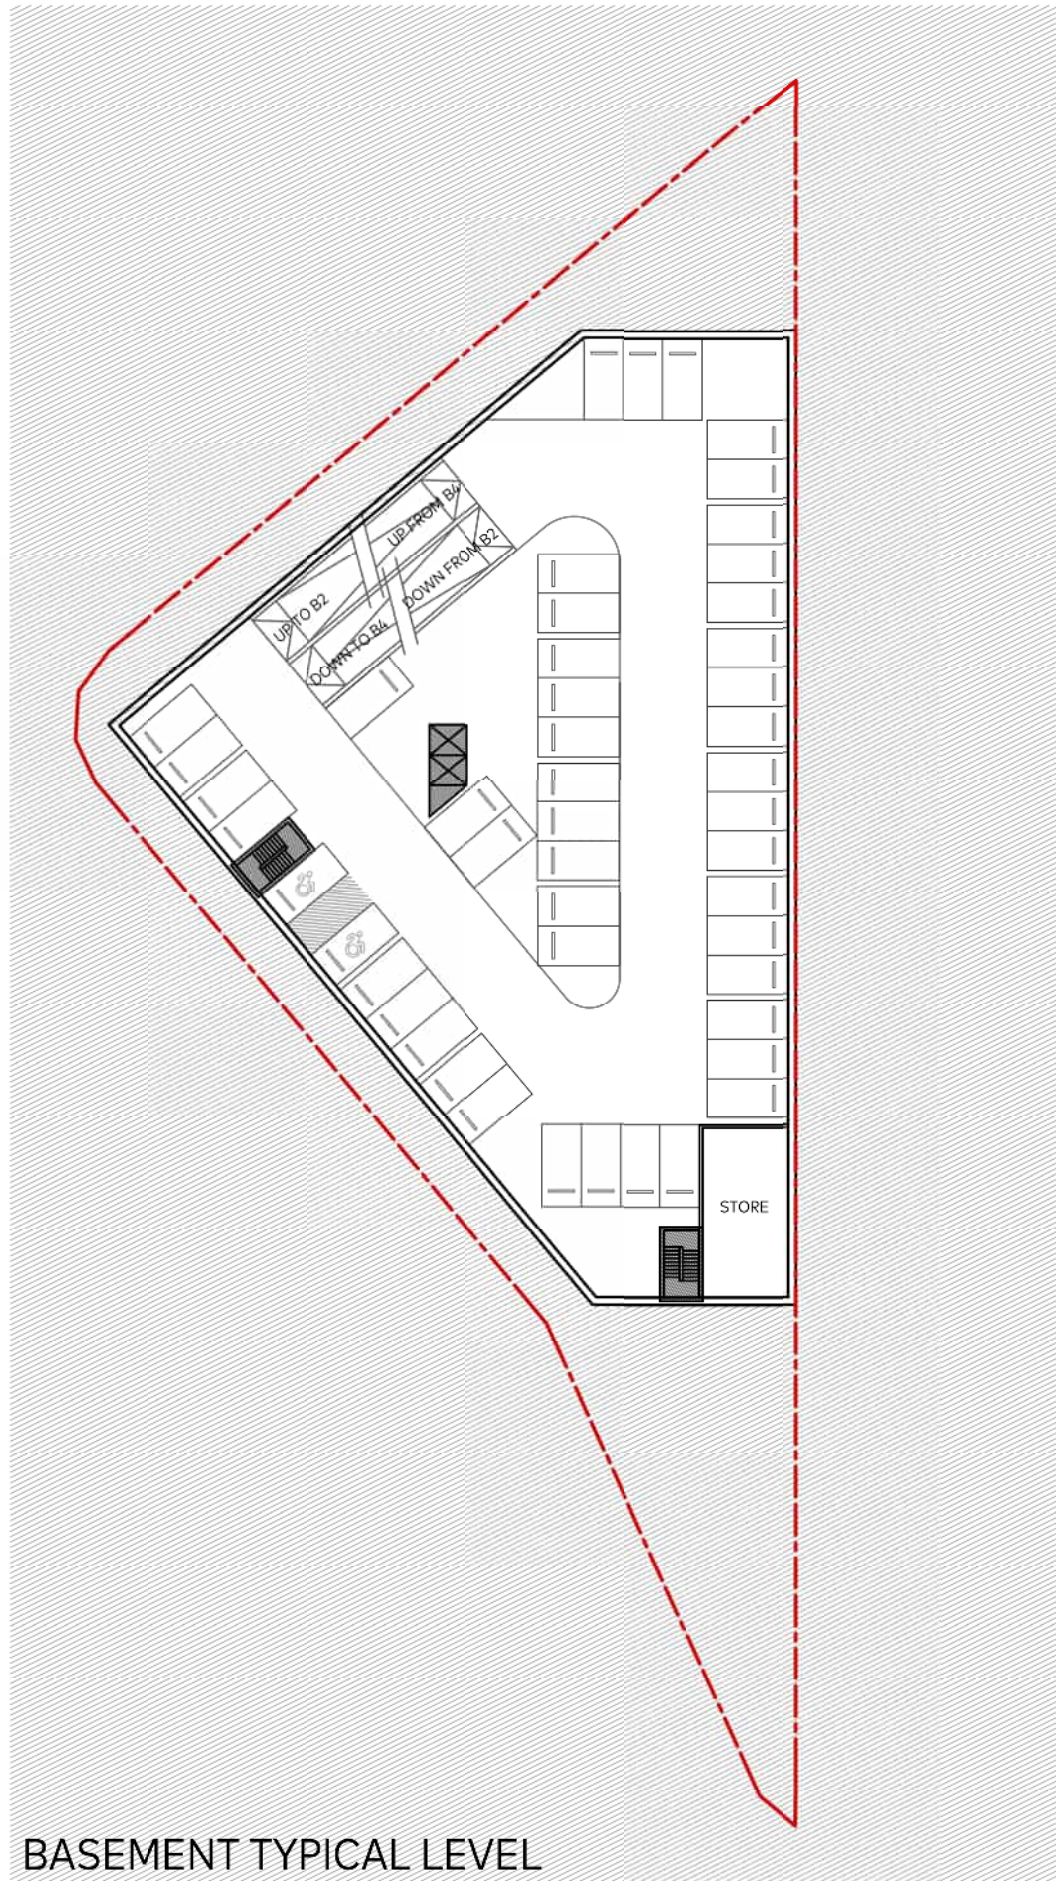 UP FROM B4
DOWN FROM B2
UP TO B2
DOWN TO B4
STORE
BASEMENT TYPICAL LEVEL